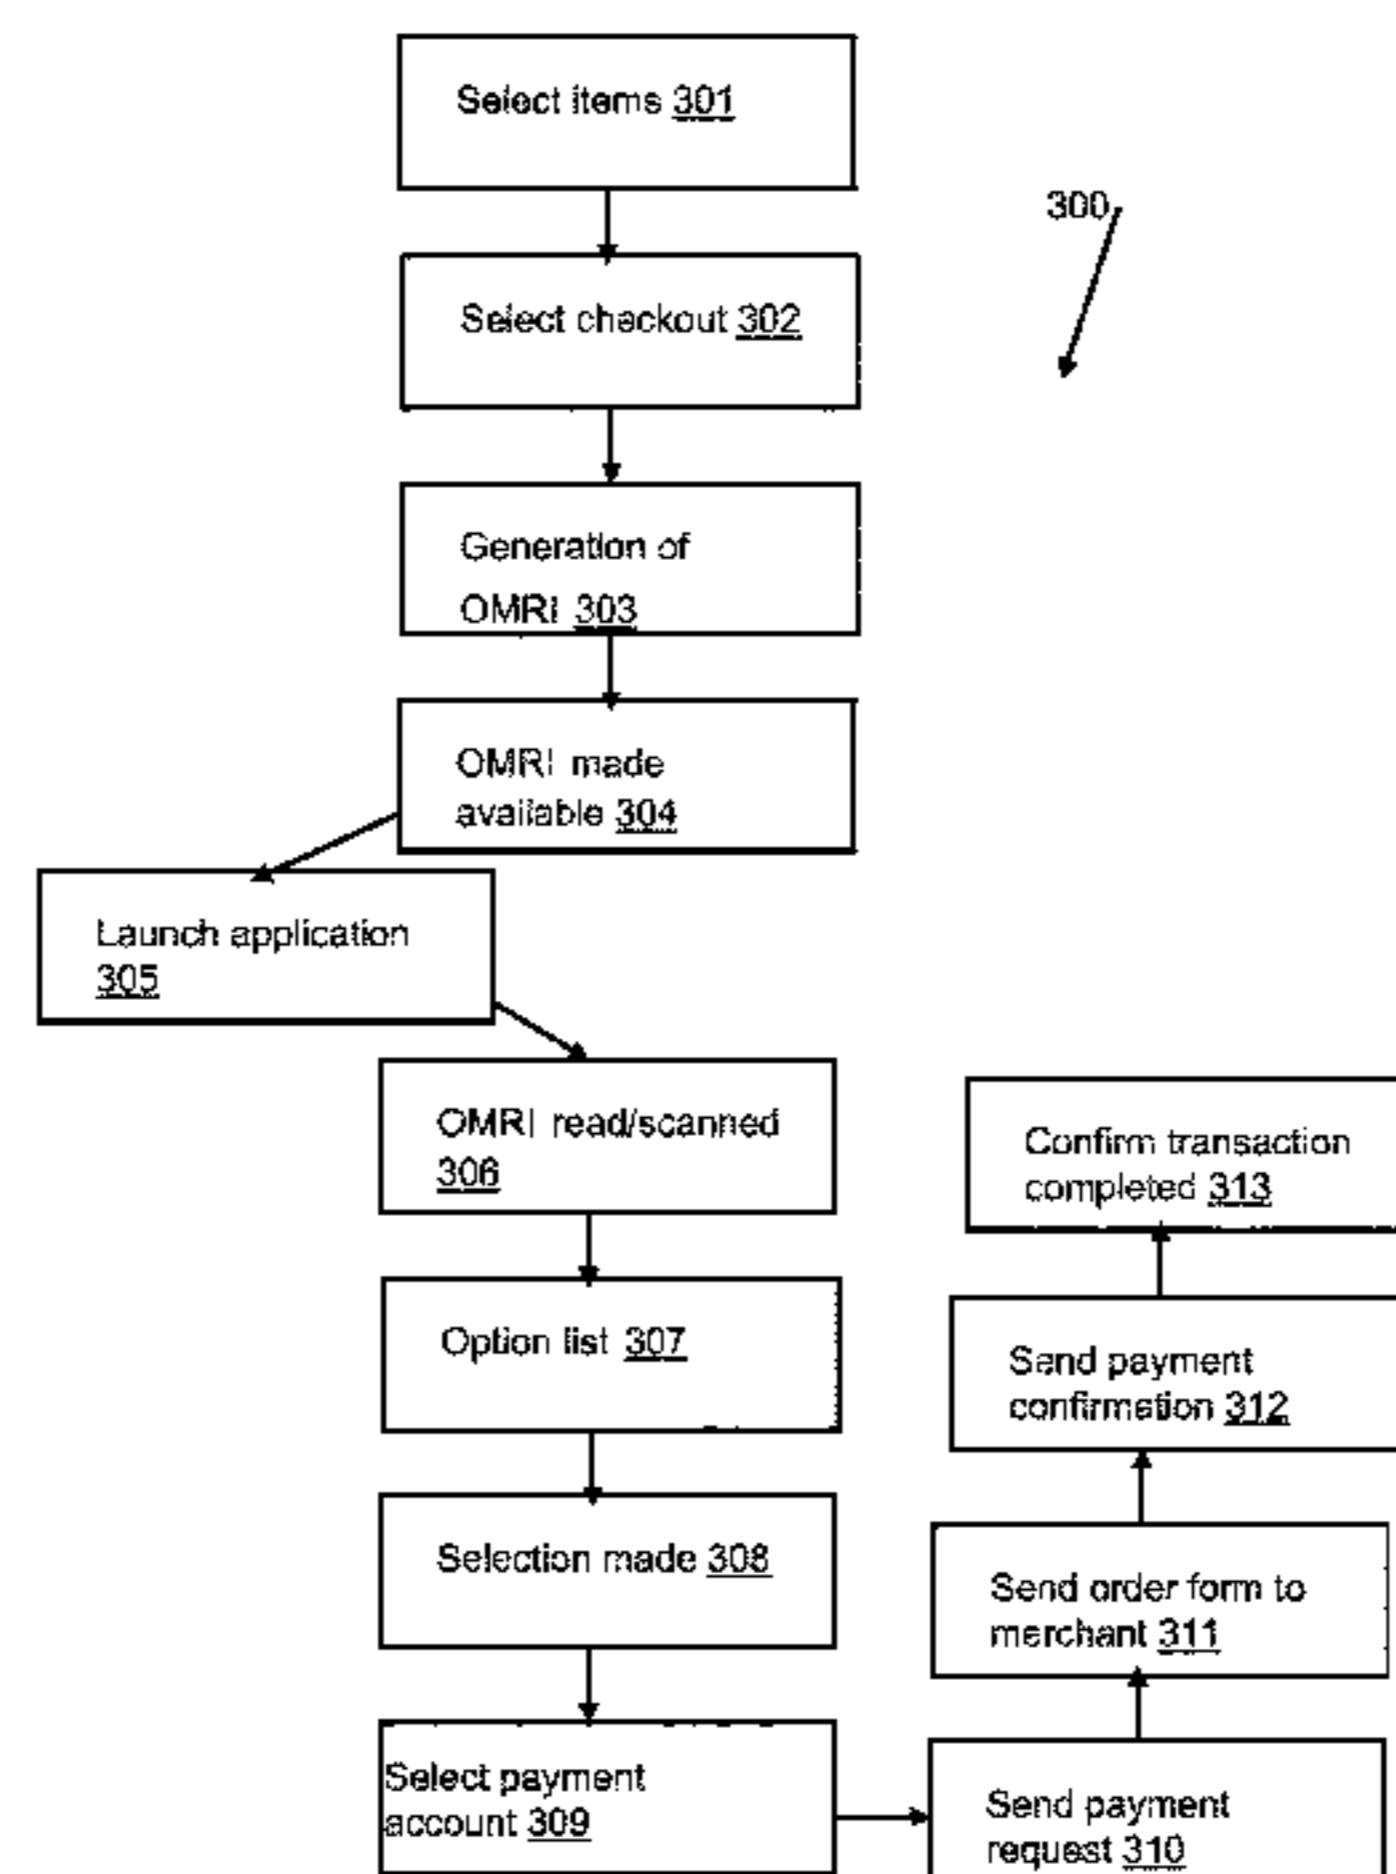 Select items 301
300
Select checkout 302
Generation of
OMRI 303
OMRI made
available 304
Launch application
305
OMRI read/scanned
306
Option list 307
Selection made 308
Select payment
account 309
Send payment
request 310
Send order form to
merchant 311
Send payment
confirmation 312
Confirm transaction
completed 313